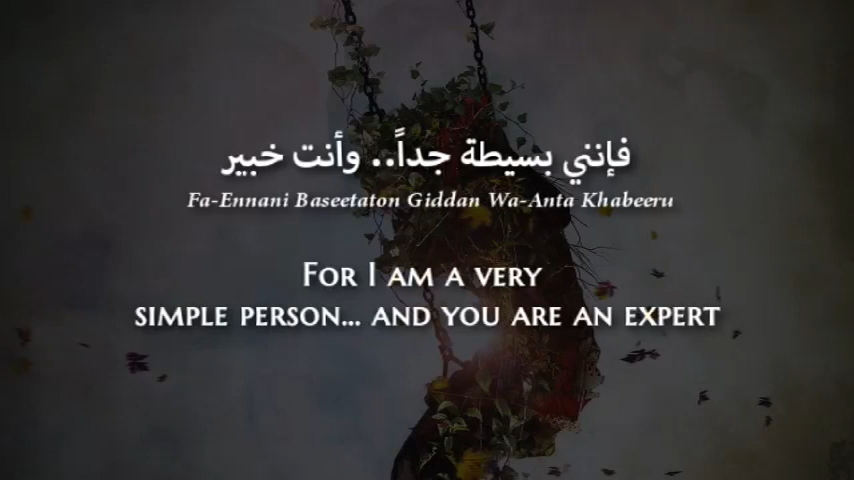 فإنني بسيطة جداً.. وأنت خبير
Fa-Ennani Baseetaton Giddan Wa-Anta Khabeeru
For I am a very
simple person... and you are an expert